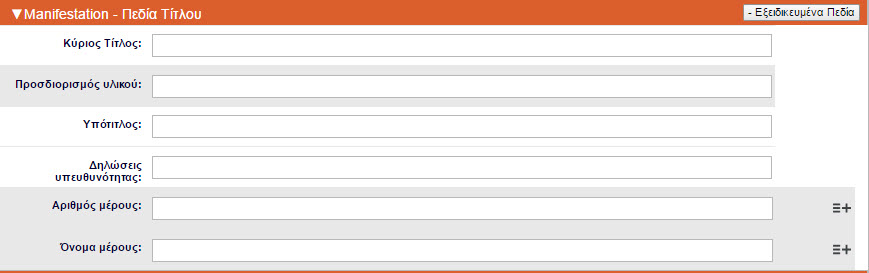 ▼Manifestation - Πεδία Τίτλου
- Εξειδικευμένα Πεδία
Κύριος Τίτλος:
Προσδιορισμός υλικού:
Υπότιτλος:
Δηλώσεις
υπευθυνότητας:
Αριθμός μέρους:
Όνομα μέρους: